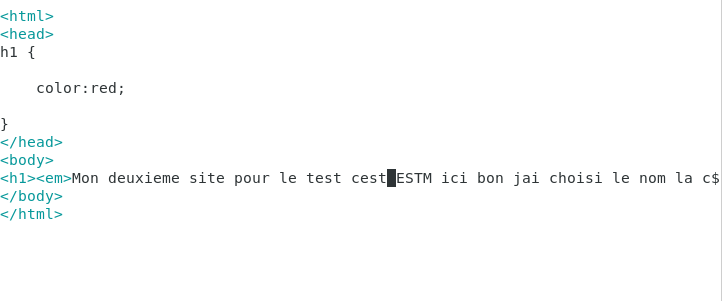 <html>
<head>
h1 {
color:red;
}
</head>
<body>
<h1><em>Mon deuxieme site pour le test cest ESTM ici bon jai choisi le nom la c$
</body>
</html>